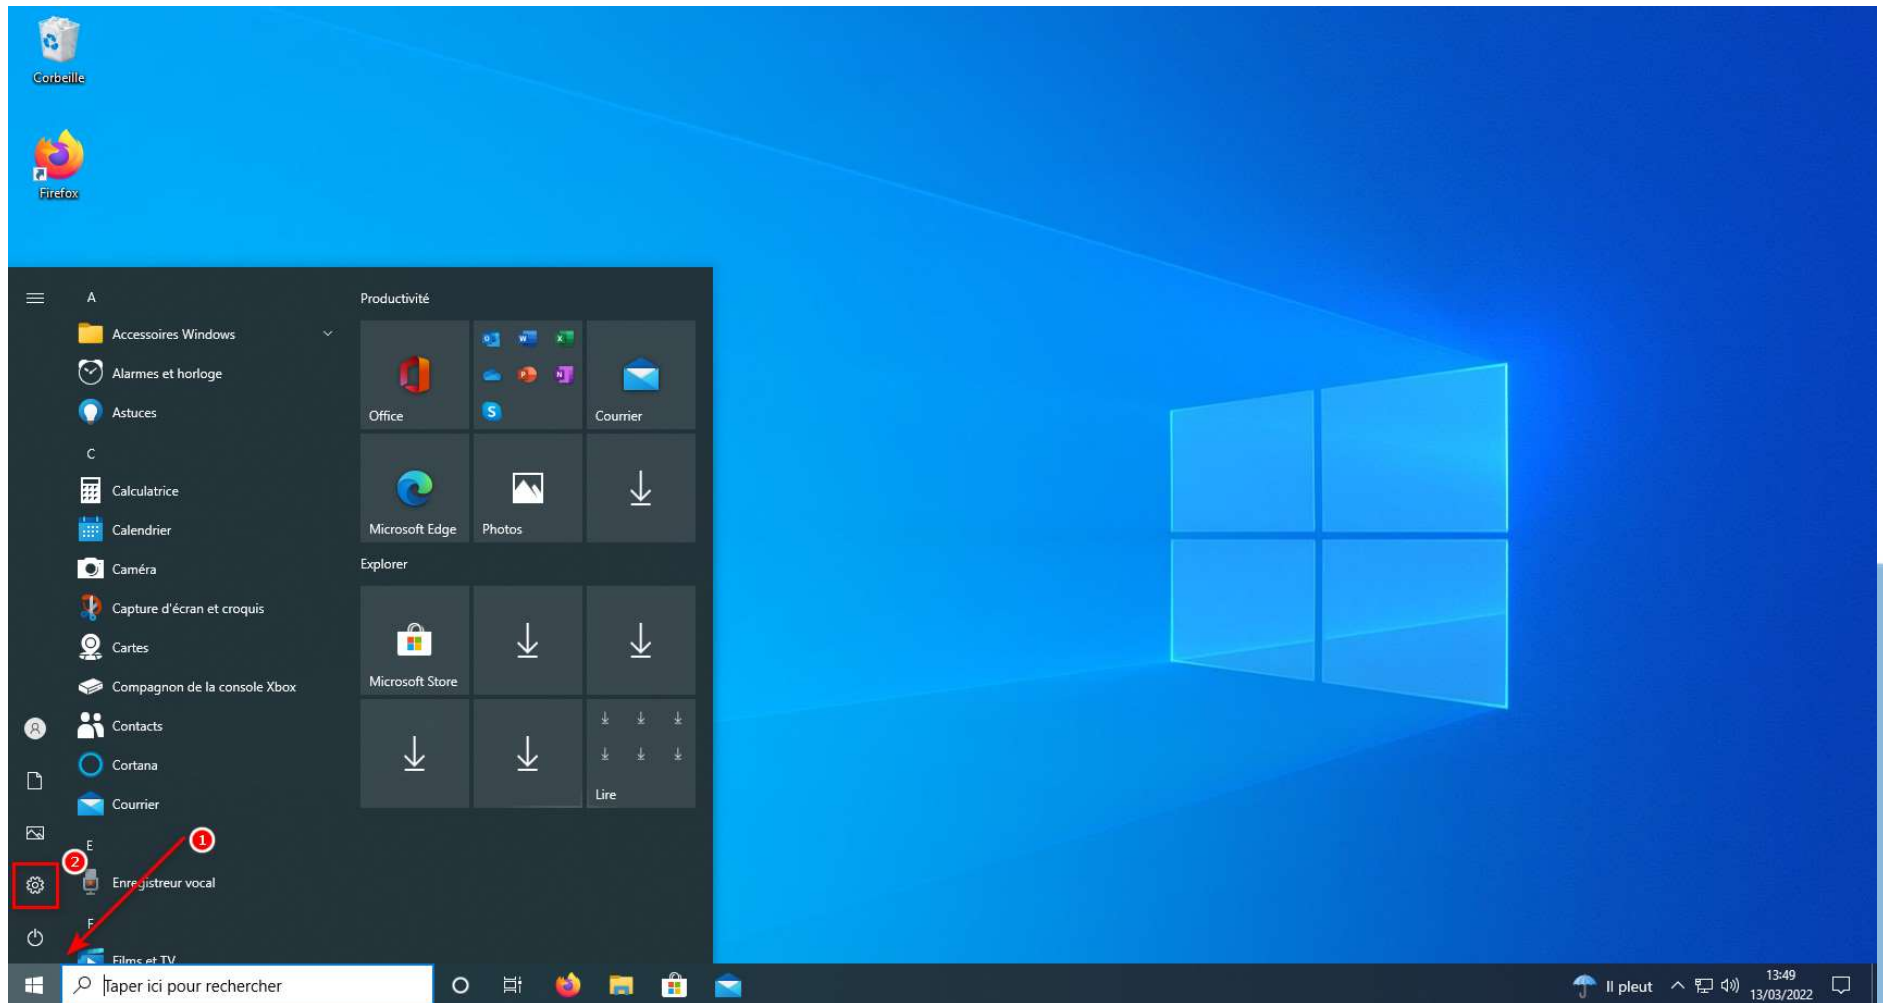 Corbeille
Firefox
A
Accessoires Windows
Alarmes et horloge
Astuces
C
Calculatrice
Calendrier
Caméra
Capture d'écran et croquis
Cartes
Compagnon de la console Xbox
Contacts
Cortana
Courrier
E
Enregistreur vocal
F
Films et TV
Productivité
Office
Courrier
Microsoft Edge
Photos
Explorer
Microsoft Store
Lire
1
2
Taper ici pour rechercher
Il pleut
13:49
13/03/2022